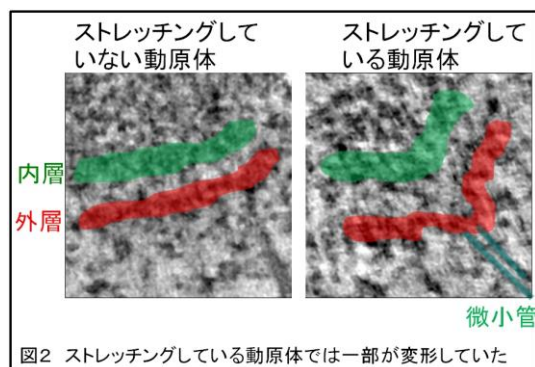 ストレッチングして
いない動原体
ストレッチングして
いる動原体
内層
外層
微小管
図2 ストレッチングしている動原体では一部が変形していた